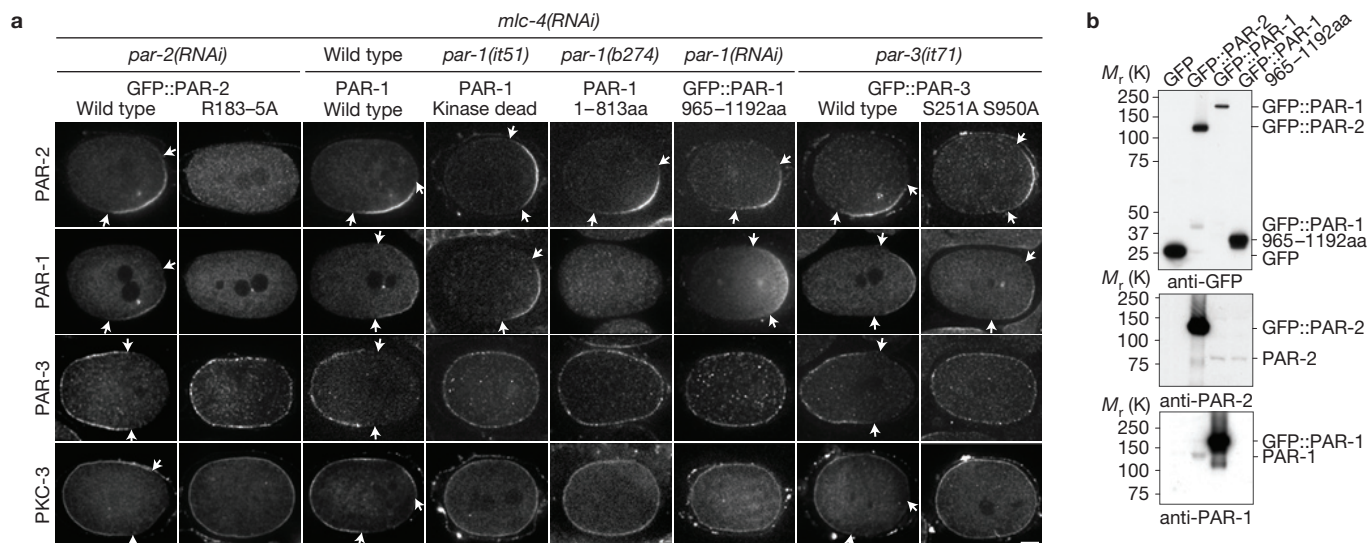 a
mlc-4(RNAi)
par-2(RNAi) Wild type par-1(it51) par-1(b274) par-1(RNAi) par-3(it71)
GFP::PAR-2 PAR-1 PAR-1 PAR-1 GFP::PAR-1 GFP::PAR-3
Wild type R183–5A Wild type Kinase dead 1–813aa 965–1192aa Wild type S251A S950A
PAR-2
PAR-1
PAR-3
PKC-3
b
GFP
GFP::PAR-2
GFP::PAR-1
GFP::PAR-1
965–1192aa
Mr (K)
250
150
100
75
50
37
25
GFP::PAR-1
GFP::PAR-2
GFP::PAR-1
965–1192aa
GFP
anti-GFP
Mr (K)
250
150
100
75
GFP::PAR-2
PAR-2
anti-PAR-2
Mr (K)
250
150
100
75
GFP::PAR-1
PAR-1
anti-PAR-1